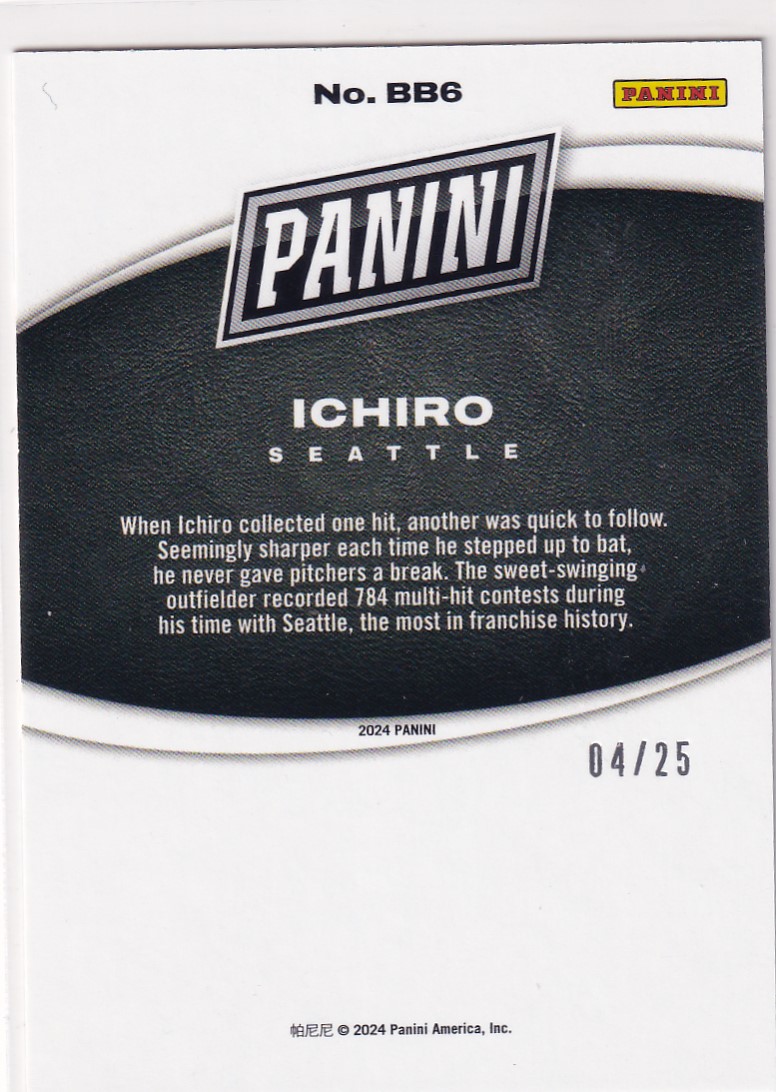 No. BB6
PANINI
PANINI
ICHIRO
SEATTLE
When Ichiro collected one hit, another was quick to follow.
Seemingly sharper each time he stepped up to bat,
he never gave pitchers a break. The sweet-swinging
outfielder recorded 784 multi-hit contests during
his time with Seattle, the most in franchise history.
2024 PANINI
04/25
帕尼尼 © 2024 Panini America, Inc.